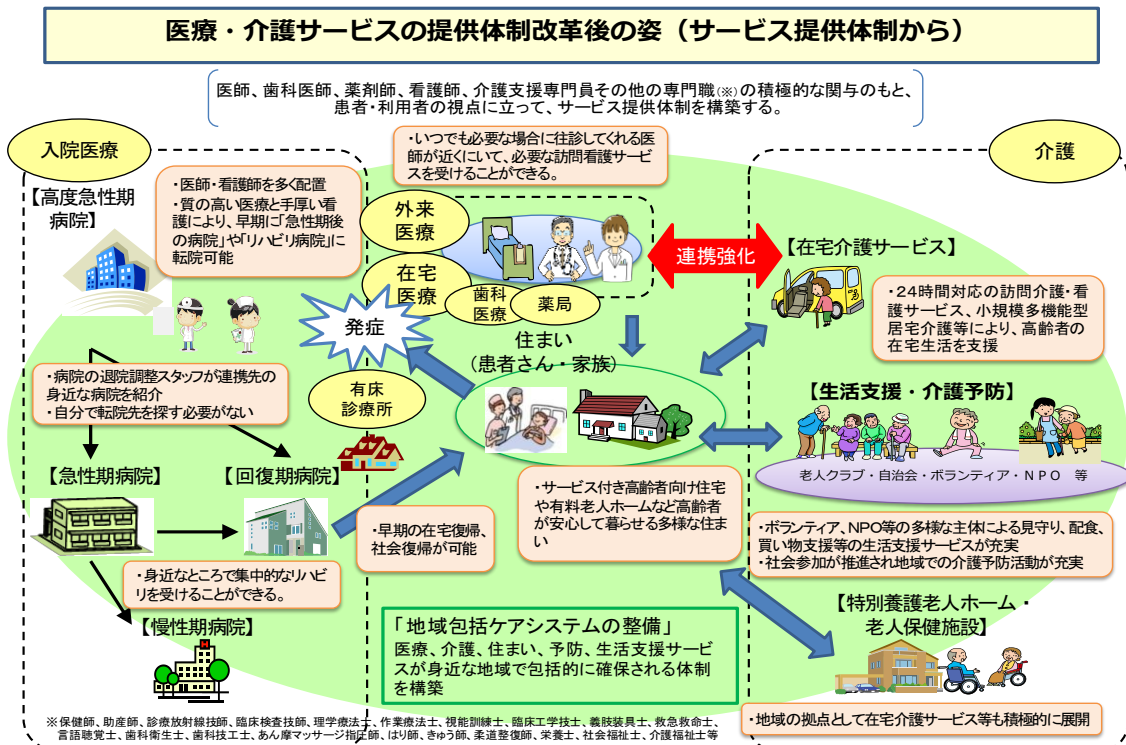 医療・介護サービスの提供体制改革後の姿（サービス提供体制から）
医師、歯科医師、薬剤師、看護師、介護支援専門員その他の専門職(※)の積極的な関与のもと、
患者・利用者の視点に立って、サービス提供体制を構築する。
入院医療
【高度急性期
病院】
・医師・看護師を多く配置
・質の高い医療と手厚い看
護により、早期に「急性期後
の病院」や「リハビリ病院」に
転院可能
・いつでも必要な場合に往診してくれる医
師が近くにいて、必要な訪問看護サービ
スを受けることができる。
介護
外来
医療
在宅
医療
歯科
医療
薬局
連携強化
【在宅介護サービス】
・24時間対応の訪問介護・看
護サービス、小規模多機能型
居宅介護等により、高齢者の
在宅生活を支援
発症
住まい
(患者さん・家族)
・病院の退院調整スタッフが連携先の
身近な病院を紹介
・自分で転院先を探す必要がない
有床
診療所
【生活支援・介護予防】
老人クラブ・自治会・ボランティア・NPO 等
【急性期病院】
【回復期病院】
・早期の在宅復帰、
社会復帰が可能
・サービス付き高齢者向け住宅
や有料老人ホームなど高齢者
が安心して暮らせる多様な住ま
い
・ボランティア、NPO等の多様な主体による見守り、配食、
買い物支援等の生活支援サービスが充実
・社会参加が推進され地域での介護予防活動が充実
・身近なところで集中的なリハビ
リを受けることができる。
【慢性期病院】
H
「地域包括ケアシステムの整備」
医療、介護、住まい、予防、生活支援サービ
スが身近な地域で包括的に確保される体制
を構築
【特別養護老人ホーム・
老人保健施設】
・地域の拠点として在宅介護サービス等も積極的に展開
※保健師、助産師、診療放射線技師、臨床検査技師、理学療法士、作業療法士、視能訓練士、臨床工学技士、義肢装具士、救急救命士、
言語聴覚士、歯科衛生士、歯科技工士、あん摩マッサージ指圧師、はり師、きゅう師、柔道整復師、栄養士、社会福祉士、介護福祉士等